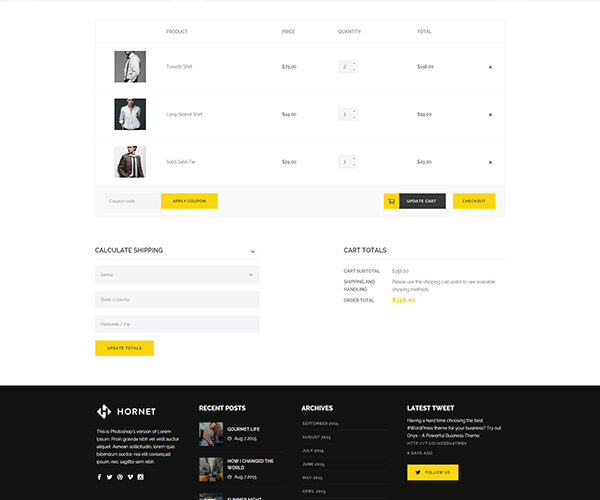 PRODUCT PRICE QUANTITY TOTAL
Tuxedo Shirt $79.00 2 $158.00 ×
Long Sleeve Shirt $49.00 1 $49.00 ×
Solid Satin Tie $29.00 1 $29.00 ×
Coupon code APPLY COUPON UPDATE CART CHECKOUT
CALCULATE SHIPPING
Serbia
State / county
Postcode / Zip
UPDATE TOTALS
CART TOTALS
CART SUBTOTAL $356.00
SHIPPING AND HANDLING Please use the shipping calculator to see available
shipping methods
ORDER TOTAL $356.00
HORNET
This is Photoshop's version of Lorem
Ipsum. Proin gravida nibh vel velit auctor
aliquet. Aenean sollicitudin, lorem quis
bibendum auctor, nisi elit consequat
ipsum, nec sagittis sem nibh id elit.
RECENT POSTS
GOURMET LIFE
Aug 7 2015
HOW I CHANGED THE
WORLD
Aug 7 2015
SUMMER NIGHT
ARCHIVES
SEPTEMBER 2015
AUGUST 2015
JULY 2015
JUNE 2015
MAY 2015
APRIL 2015
LATEST TWEET
Having a hard time choosing the best
#WordPress theme for your business? Try out
Onyx - A Powerful Business Theme
6 DAYS AGO
FOLLOW US